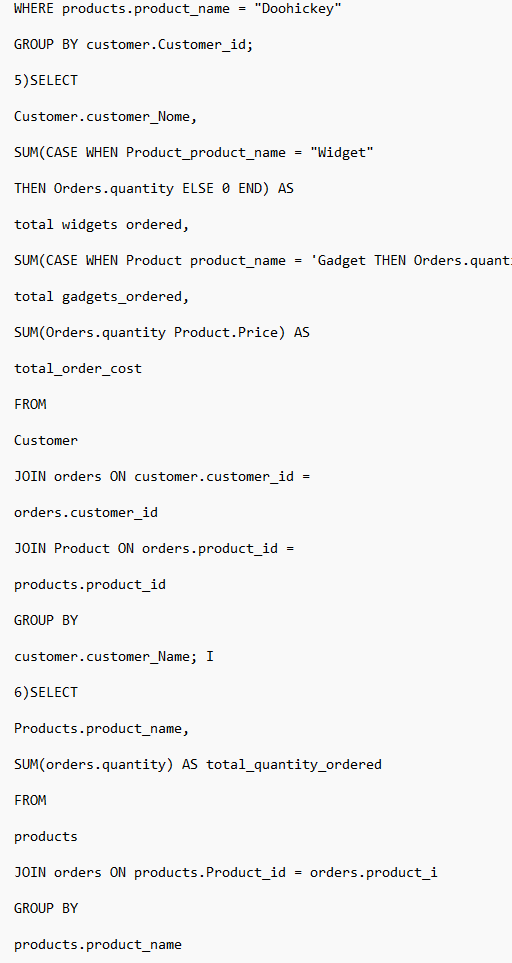 WHERE products.product_name = "Doohickey"
GROUP BY customer.Customer_id;
5)SELECT
Customer.customer_Nome,
SUM(CASE WHEN Product_product_name = "Widget"
THEN Orders.quantity ELSE 0 END) AS
total widgets ordered,
SUM(CASE WHEN Product product_name = 'Gadget THEN Orders.quanti
total gadgets_ordered,
SUM(Orders.quantity Product.Price) AS
total_order_cost
FROM
Customer
JOIN orders ON customer.customer_id =
orders.customer_id
JOIN Product ON orders.product_id =
products.product_id
GROUP BY
customer.customer_Name; I
6)SELECT
Products.product_name,
SUM(orders.quantity) AS total_quantity_ordered
FROM
products
JOIN orders ON products.Product_id = orders.product_i
GROUP BY
products.product_name